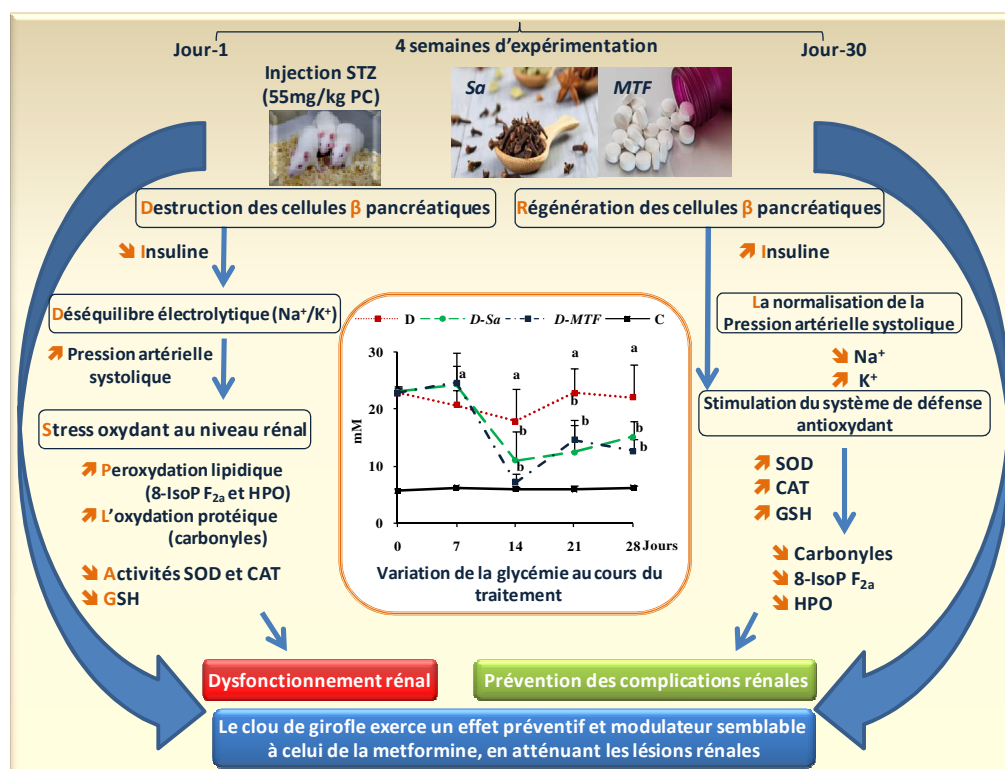 Jour-1
4 semaines d'expérimentation
Jour-30
Injection STZ
(55mg/kg PC)
Sa
MTF
Destruction des cellules β pancréatiques
↘ Insuline
Déséquilibre électrolytique (Na⁺/K⁺)
↗ Pression artérielle
systolique
Stress oxydant au niveau rénal
↗ Peroxydation lipidique
(8-IsoP F₂ₐ et HPO)
↗ L'oxydation protéique
(carbonyles)
↘ Activités SOD et CAT
↘ GSH
Régénération des cellules β pancréatiques
↗ Insuline
La normalisation de la
Pression artérielle systolique
↘ Na⁺
↗ K⁺
Stimulation du système de défense
antioxydant
↗ SOD
↗ CAT
↗ GSH
↘ Carbonyles
↘ 8-IsoP F₂ₐ
↘ HPO
D D-Sa D-MTF C
30
20
10
0
mM
a a a a
b b b b b b
0 7 14 21 28 Jours
Variation de la glycémie au cours du
traitement
Dysfonctionnement rénal
Prévention des complications rénales
Le clou de girofle exerce un effet préventif et modulateur semblable
à celui de la metformine, en atténuant les lésions rénales